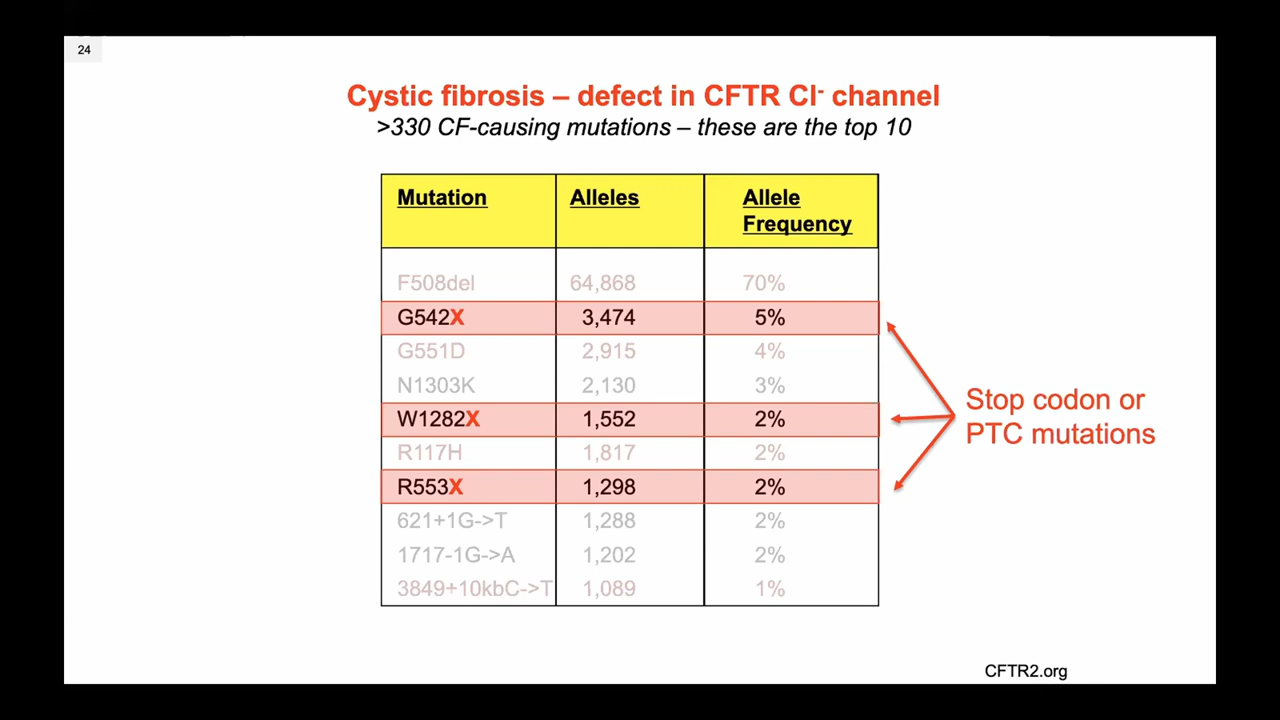 24
Cystic fibrosis – defect in CFTR Cl- channel
>330 CF-causing mutations – these are the top 10
Mutation Alleles Allele Frequency
F508del 64,868 70%
G542X 3,474 5%
G551D 2,915 4%
N1303K 2,130 3%
W1282X 1,552 2%
R117H 1,817 2%
R553X 1,298 2%
621+1G->T 1,288 2%
1717-1G->A 1,202 2%
3849+10kbC->T 1,089 1%
Stop codon or
PTC mutations
CFTR2.org